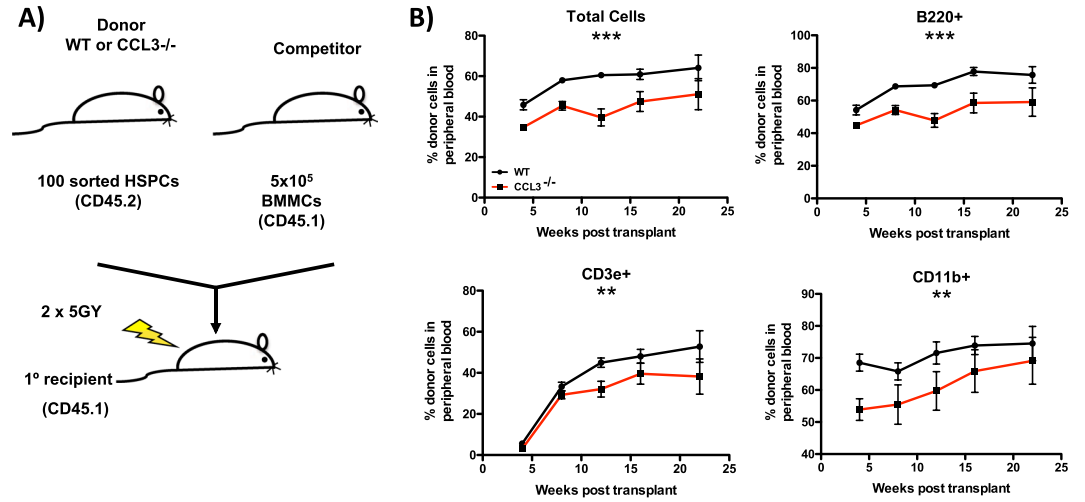 A)
Donor
WT or CCL3-/-
Competitor
100 sorted HSPCs
(CD45.2)
5x10⁵
BMMCs
(CD45.1)
2 x 5GY
1º recipient
(CD45.1)
B)
Total Cells
***
% donor cells in
peripheral blood
80
60
40
20
0
WT
CCL3 -/-
0 5 10 15 20 25
Weeks post transplant
B220+
***
% donor cells in
peripheral blood
100
80
60
40
20
0
0 5 10 15 20 25
Weeks post transplant
CD3e+
**
% donor cells in
peripheral blood
80
60
40
20
0
0 5 10 15 20 25
Weeks post transplant
CD11b+
**
% donor cells in
peripheral blood
90
80
70
60
50
40
0 5 10 15 20 25
Weeks post transplant